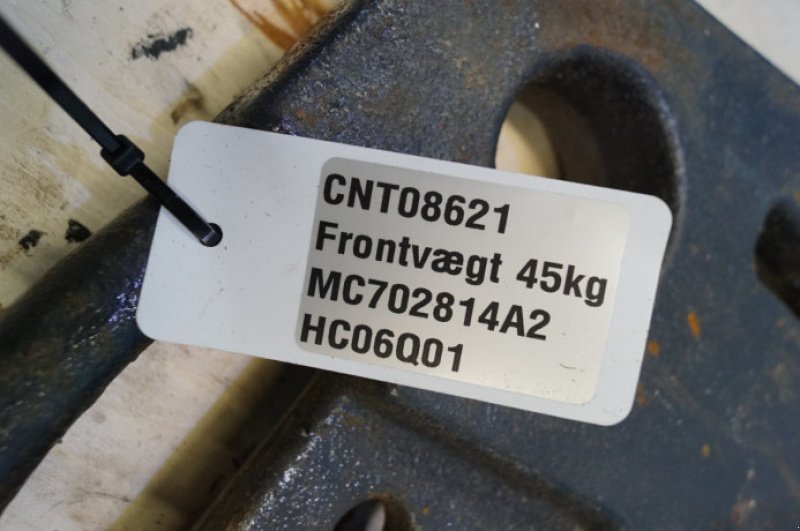 CNT08621
Frontvægt 45kg
MC702814A2
HC06Q01